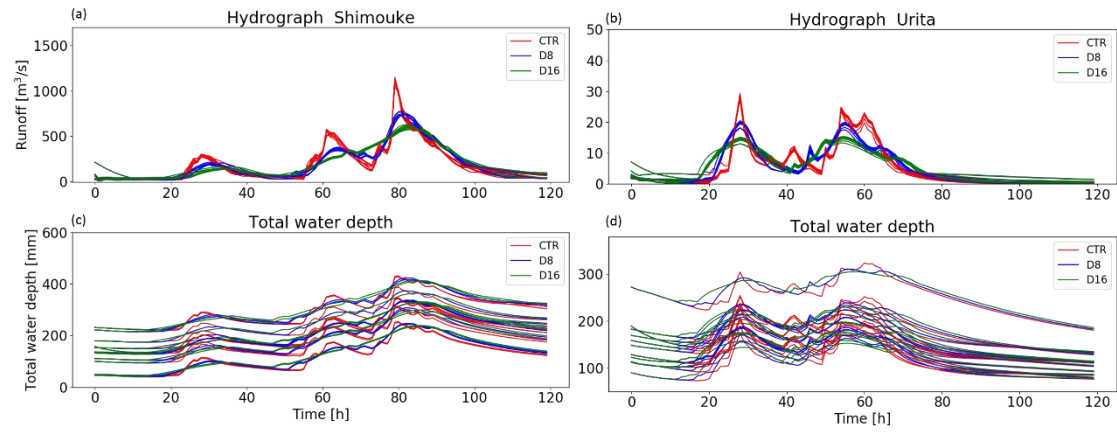 (a)
Hydrograph Shimouke
Runoff [m³/s]
1500
1000
500
0
CTR
D8
D16
0 20 40 60 80 100 120
(b)
Hydrograph Urita
50
40
30
20
10
0
CTR
D8
D16
0 20 40 60 80 100 120
(c)
Total water depth
Total water depth [mm]
600
400
200
0
CTR
D8
D16
0 20 40 60 80 100 120
Time [h]
(d)
Total water depth
300
200
100
CTR
D8
D16
0 20 40 60 80 100 120
Time [h]